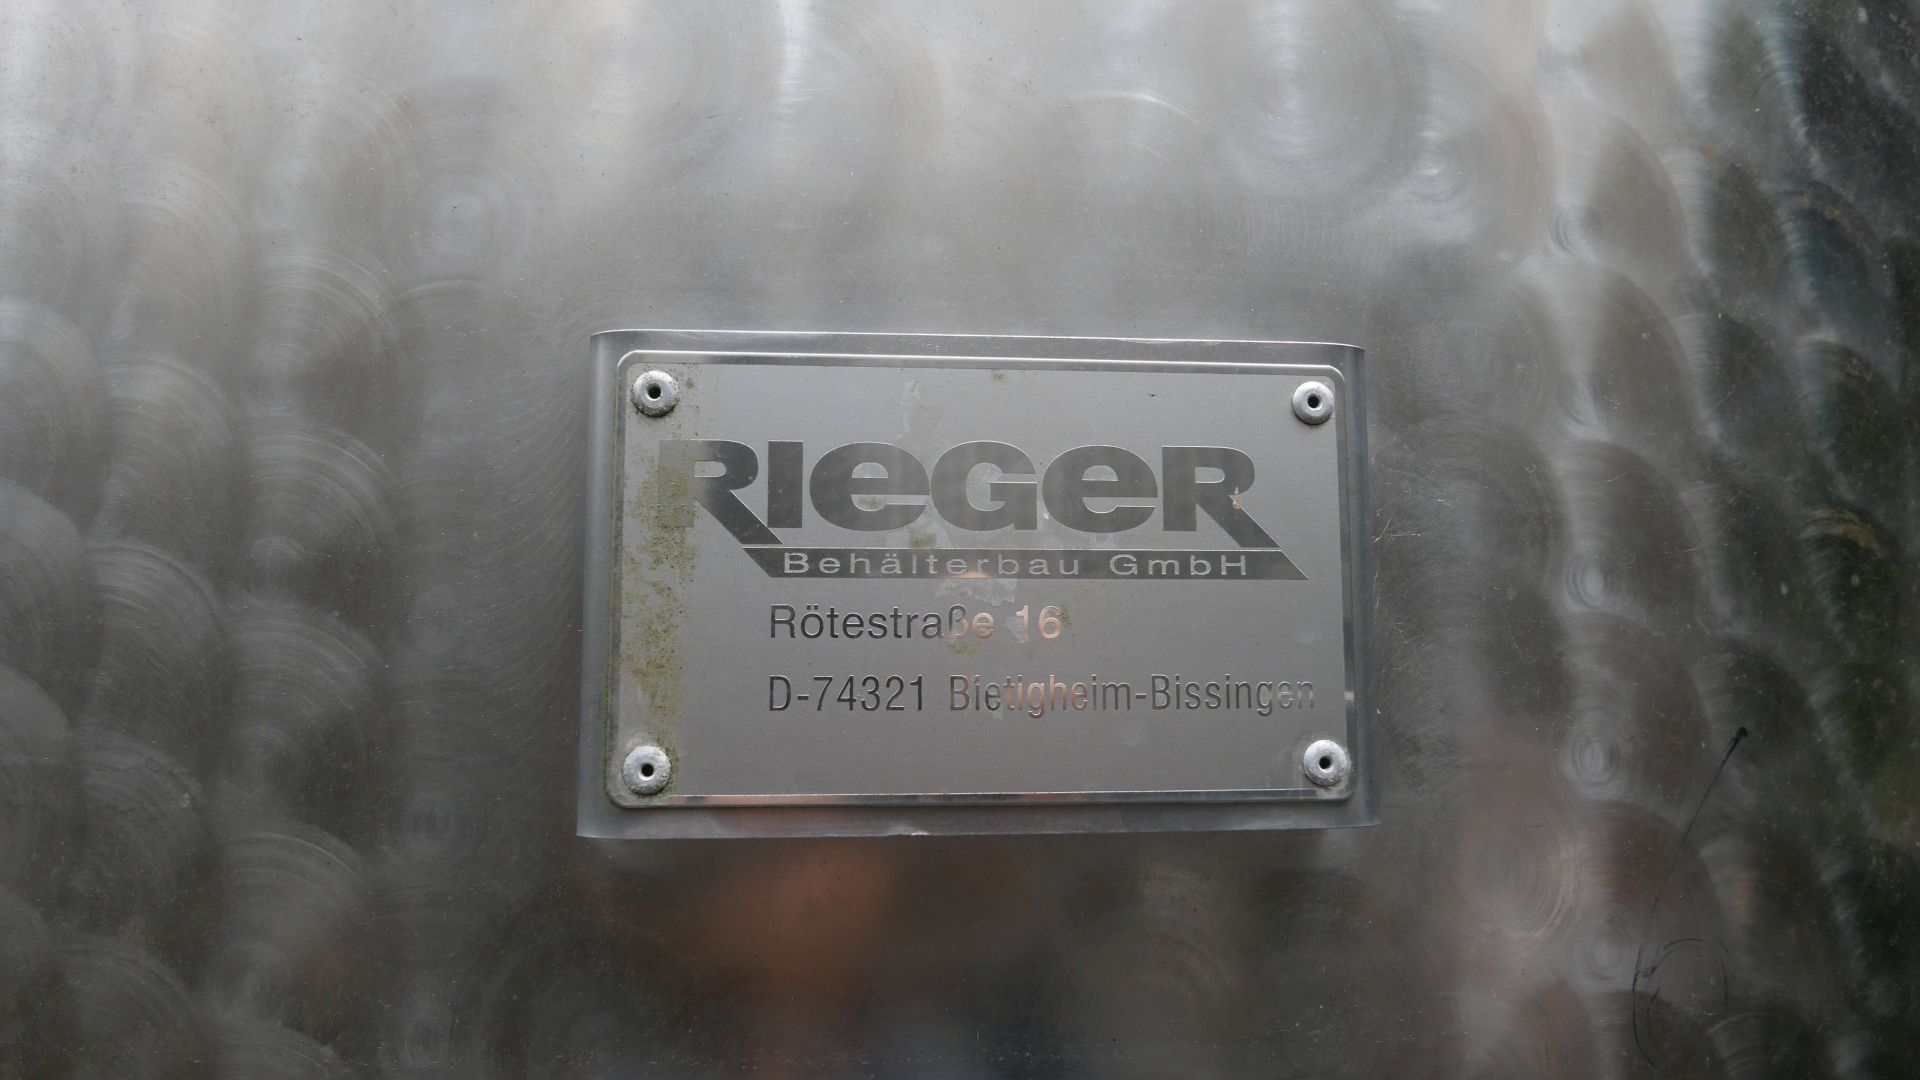 RIEGER
Behälterbau GmbH
Rötestraße 16
D-74321 Bietigheim-Bissingen